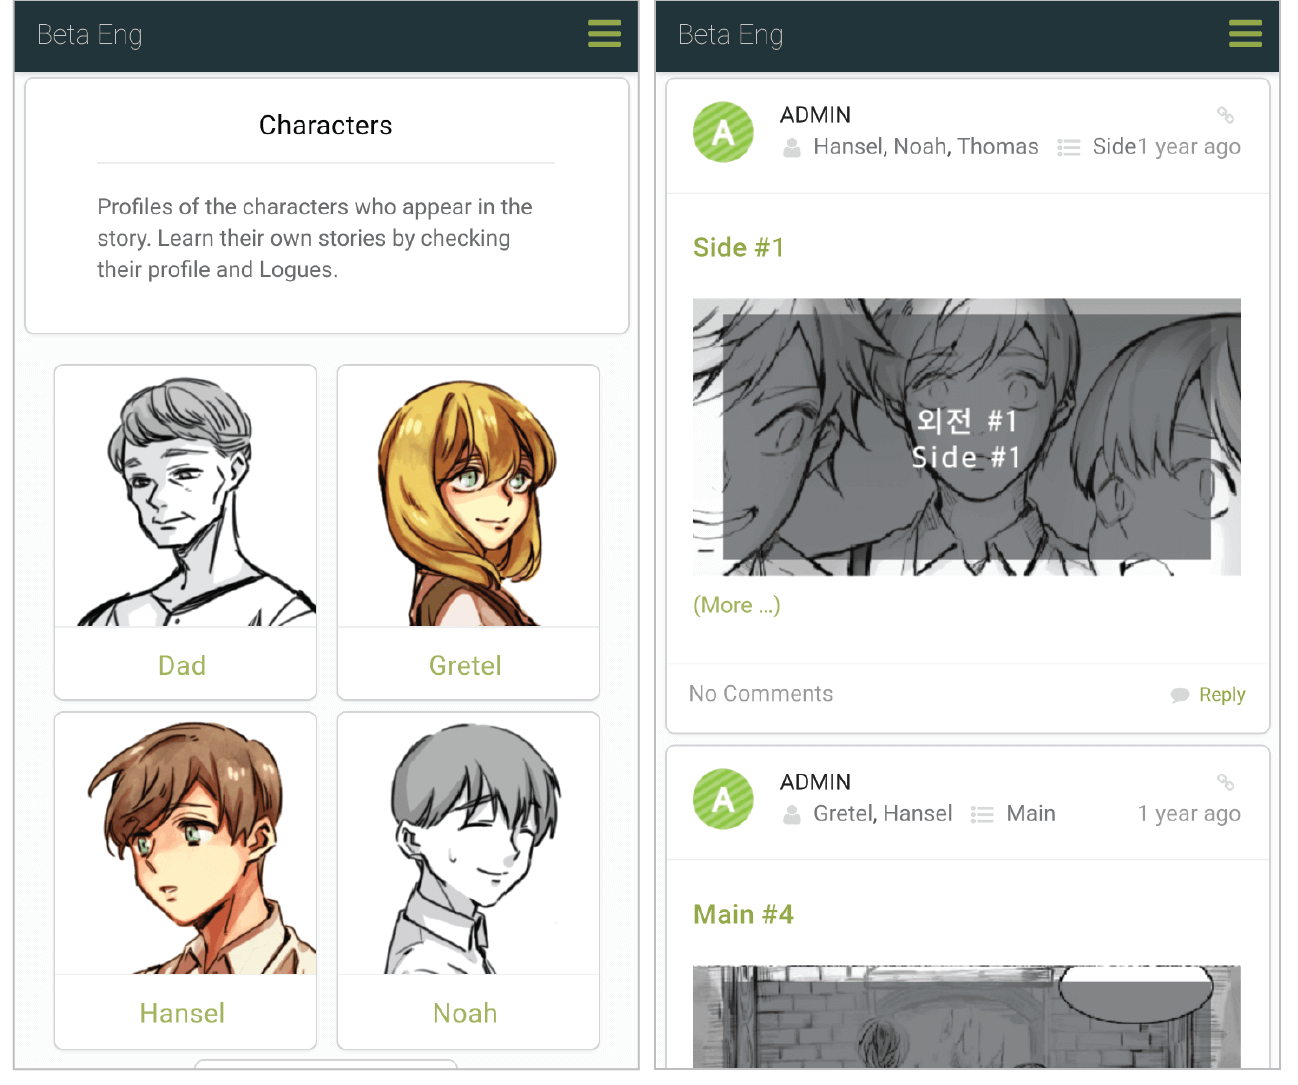 Beta Eng
Characters
Profiles of the characters who appear in the
story. Learn their own stories by checking
their profile and Logues.
Dad
Gretel
Hansel
Noah
Beta Eng
A
ADMIN
Hansel, Noah, Thomas
Side
1 year ago
Side #1
외전 #1
Side #1
(More ...)
No Comments
Reply
A
ADMIN
Gretel, Hansel
Main
1 year ago
Main #4